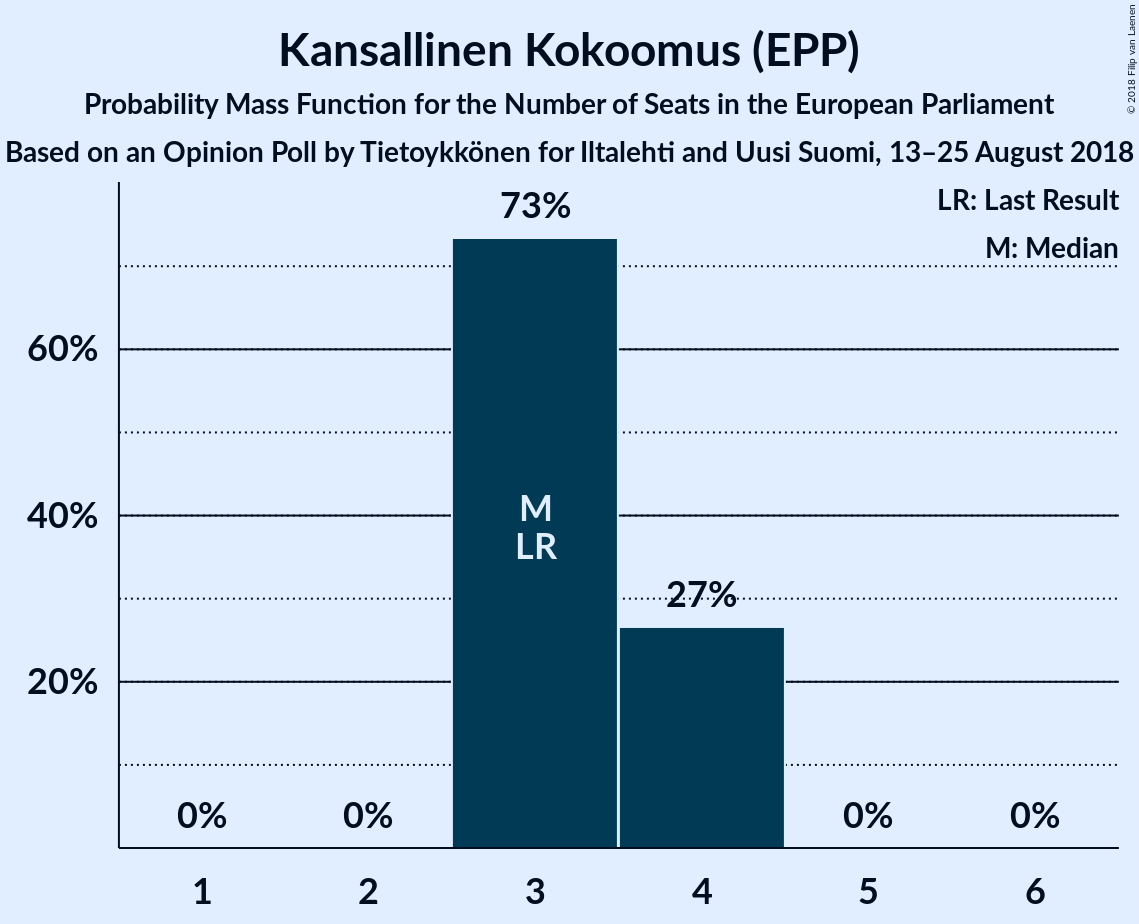 Kansallinen Kokoomus (EPP)
Probability Mass Function for the Number of Seats in the European Parliament
Based on an Opinion Poll by Tietoykkönen for Iltalehti and Uusi Suomi, 13–25 August 2018
© 2018 Filip van Laenen
LR: Last Result
M: Median
73%
60%
40%
M
LR
27%
20%
0%
0%
0%
0%
1
2
3
4
5
6